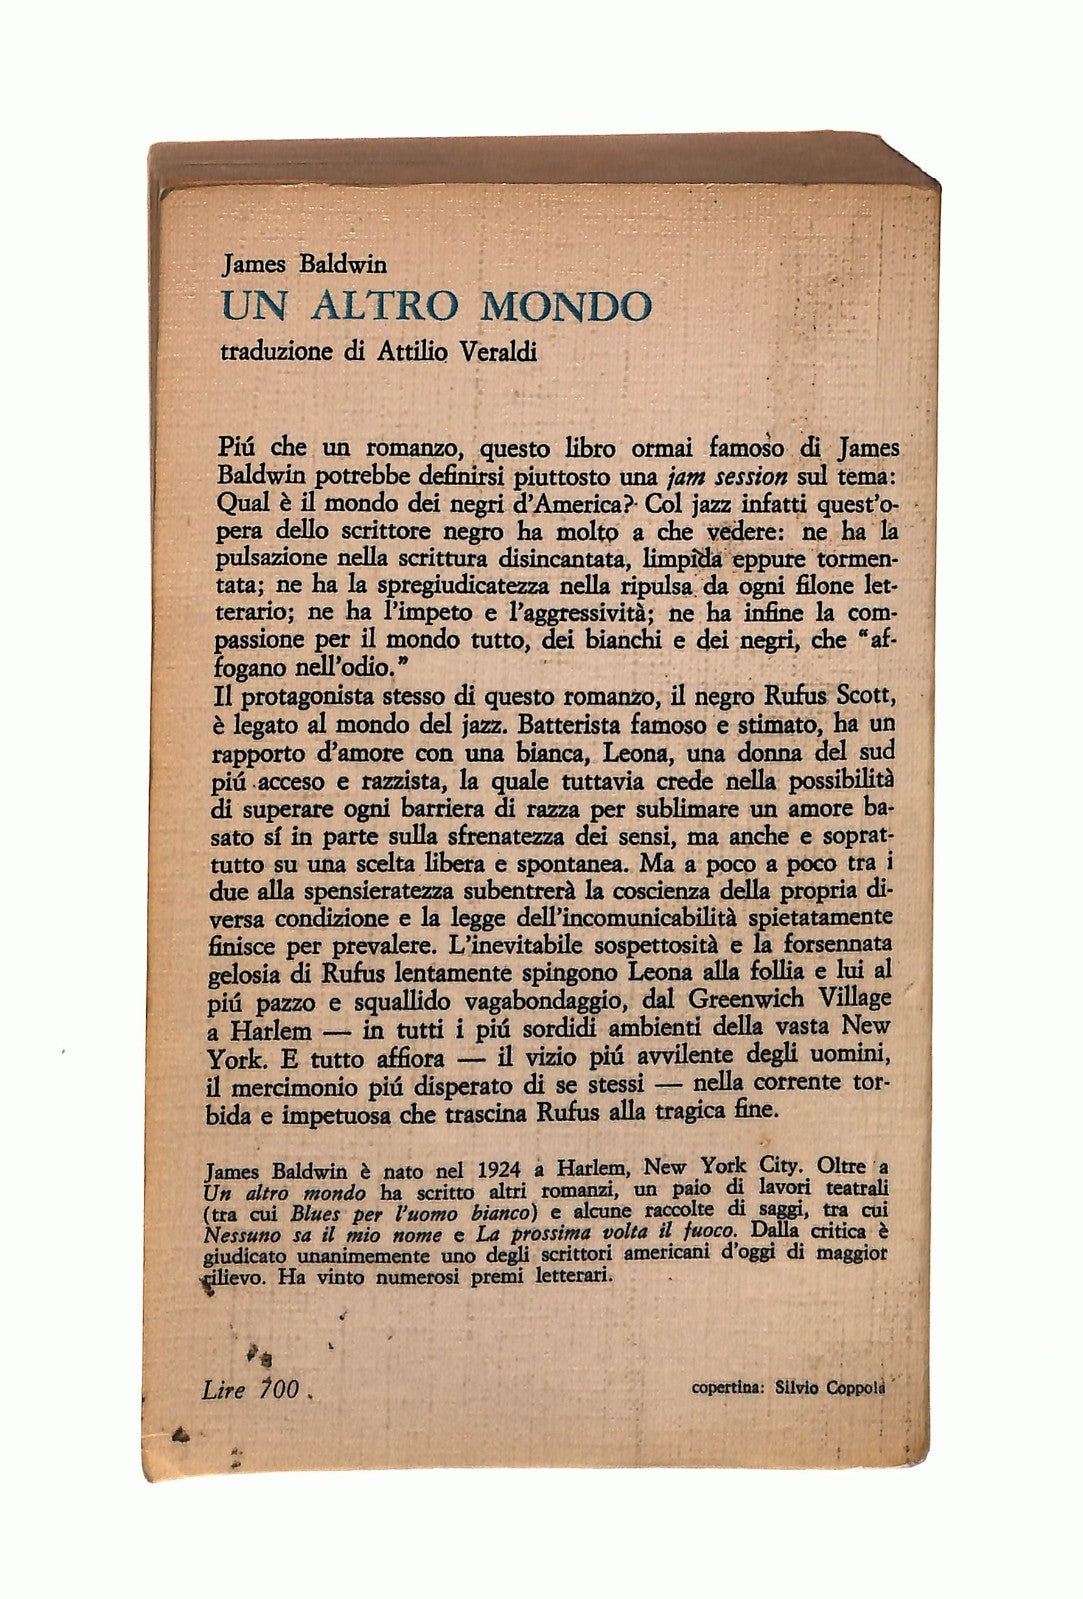 James Baldwin
UN ALTRO MONDO
traduzione di Attilio Veraldi
Piú che un romanzo, questo libro ormai famoso di James
Baldwin potrebbe definirsi piuttosto una jam session sul tema:
Qual è il mondo dei negri d'America? Col jazz infatti quest'o-
pera dello scrittore negro ha molto a che vedere: ne ha la
pulsazione nella scrittura disincantata, limpida eppure tormen-
tata; ne ha la spregiudicatezza nella ripulsa da ogni filone let-
terario; ne ha l'impeto e l'aggressività; ne ha infine la com-
passione per il mondo tutto, dei bianchi e dei negri, che "af-
fogano nell'odio."
Il protagonista stesso di questo romanzo, il negro Rufus Scott,
è legato al mondo del jazz. Batterista famoso e stimato, ha un
rapporto d'amore con una bianca, Leona, una donna del sud
piú acceso e razzista, la quale tuttavia crede nella possibilità
di superare ogni barriera di razza per sublimare un amore ba-
sato sí in parte sulla sfrenatezza dei sensi, ma anche e soprat-
tutto su una scelta libera e spontanea. Ma a poco a poco tra i
due alla spensieratezza subentrerà la coscienza della propria di-
versa condizione e la legge dell'incomunicabilità spietatamente
finisce per prevalere. L'inevitabile sospettosità e la forsennata
gelosia di Rufus lentamente spingono Leona alla follia e lui al
piú pazzo e squallido vagabondaggio, dal Greenwich Village
a Harlem — in tutti i piú sordidi ambienti della vasta New
York. E tutto affiora — il vizio piú avvilente degli uomini,
il mercimonio piú disperato di se stessi — nella corrente tor-
bida e impetuosa che trascina Rufus alla tragica fine.
James Baldwin è nato nel 1924 a Harlem, New York City. Oltre a
Un altro mondo ha scritto altri romanzi, un paio di lavori teatrali
(tra cui Blues per l'uomo bianco) e alcune raccolte di saggi, tra cui
Nessuno sa il mio nome e La prossima volta il fuoco. Dalla critica è
giudicato unanimemente uno degli scrittori americani d'oggi di maggior
rilievo. Ha vinto numerosi premi letterari.
Lire 700
copertina: Silvio Coppola